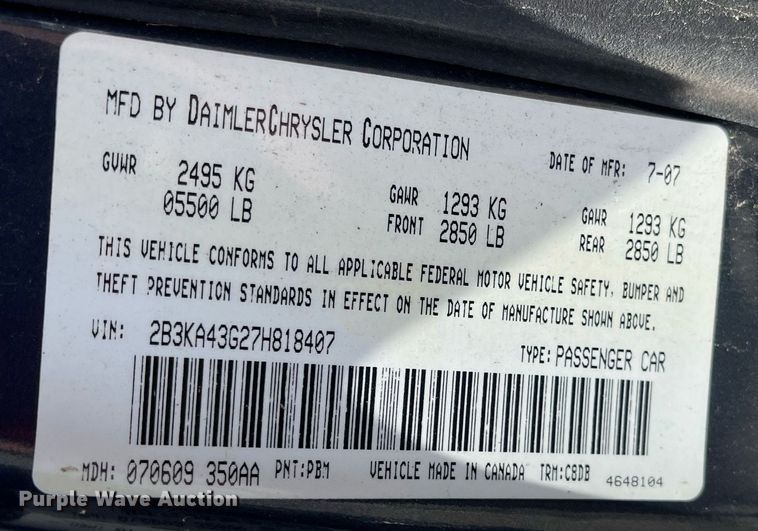 MFD BY DAIMLERCHRYSLER CORPORATION DATE OF MFR: 7-07
GVWR 2495 KG GAWR 1293 KG GAWR 1293 KG
05500 LB FRONT 2850 LB REAR 2850 LB
THIS VEHICLE CONFORMS TO ALL APPLICABLE FEDERAL MOTOR VEHICLE SAFETY, BUMPER AND
THEFT PREVENTION STANDARDS IN EFFECT ON THE DATE OF MANUFACTURE SHOWN ABOVE.
VIN: 2B3KA43G27H818407 TYPE: PASSENGER CAR
MDH: 070609 350AA PNT: PBM VEHICLE MADE IN CANADA TRM: C8DB 4648104
Purple Wave Auction